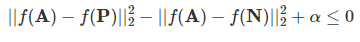 ||f(A) − f(P)||₂² − ||f(A) − f(N)||₂² + α ≤ 0